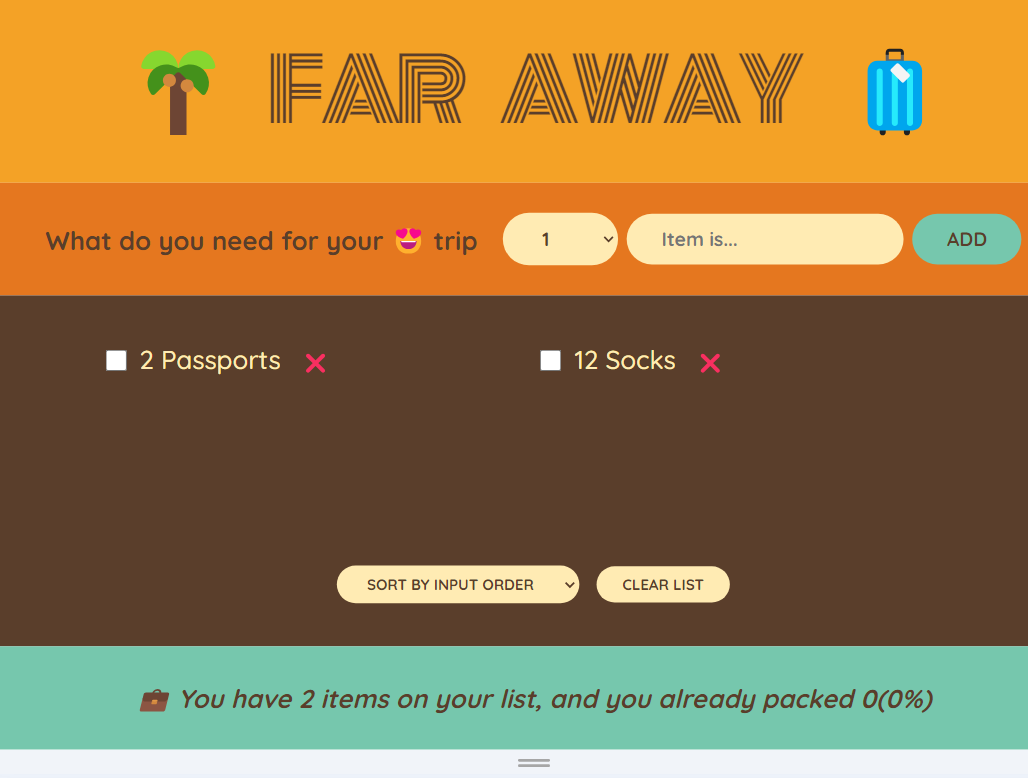 FAR AWAY
What do you need for your 😍 trip
1
Item is...
ADD
2 Passports
12 Socks
SORT BY INPUT ORDER
CLEAR LIST
You have 2 items on your list, and you already packed 0(0%)